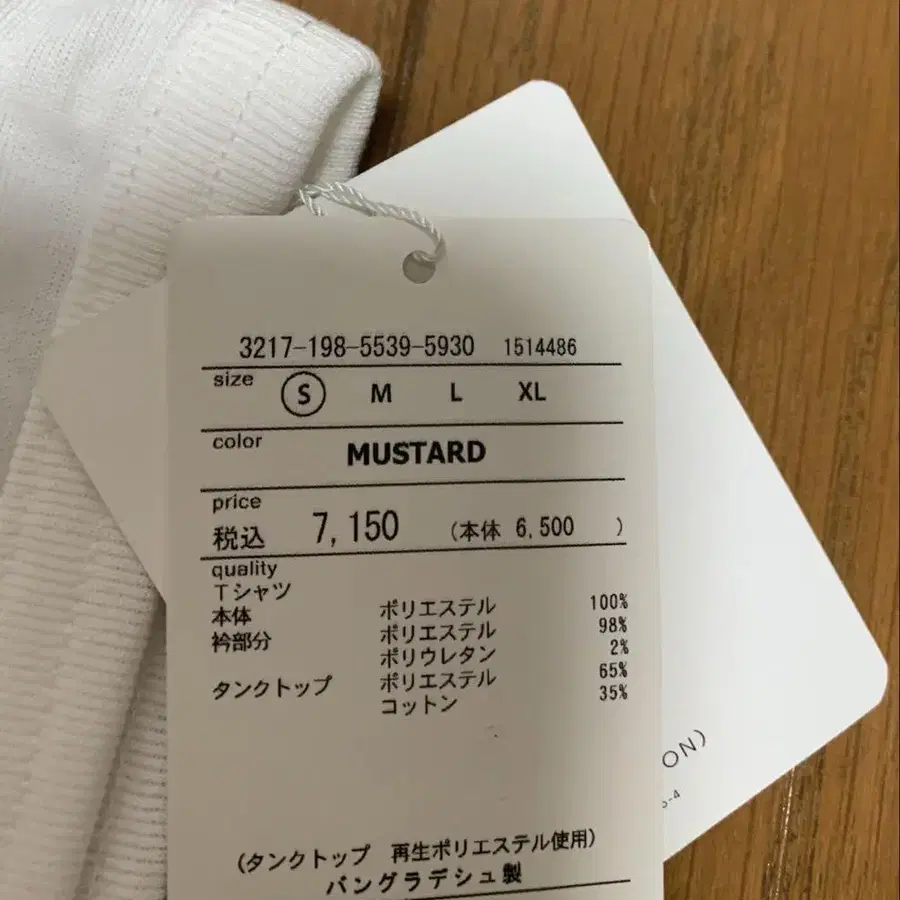 3217-198-5539-5930 1514486
size S M L XL
color MUSTARD
price
税込 7,150 (本体 6,500 )
quality
Tシャツ
本体 ポリエステル 100%
衿部分 ポリエステル 98%
ポリウレタン 2%
タンクトップ ポリエステル 65%
コットン 35%
ON)
-4
(タンクトップ 再生ポリエステル使用)
バングラデシュ製